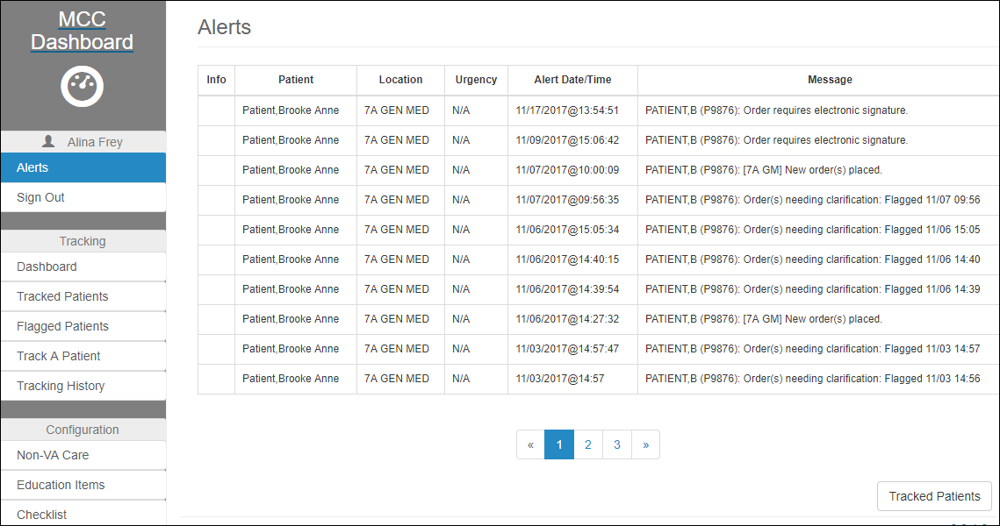 MCC
Dashboard
Alina Frey
Alerts
Sign Out
Tracking
Dashboard
Tracked Patients
Flagged Patients
Track A Patient
Tracking History
Configuration
Non-VA Care
Education Items
Checklist
Alerts
Info Patient Location Urgency Alert Date/Time Message
Patient,Brooke Anne 7A GEN MED N/A 11/17/2017@13:54:51 PATIENT,B (P9876): Order requires electronic signature.
Patient,Brooke Anne 7A GEN MED N/A 11/09/2017@15:06:42 PATIENT,B (P9876): Order requires electronic signature.
Patient,Brooke Anne 7A GEN MED N/A 11/07/2017@10:00:09 PATIENT,B (P9876): [7A GM] New order(s) placed.
Patient,Brooke Anne 7A GEN MED N/A 11/07/2017@09:56:35 PATIENT,B (P9876): Order(s) needing clarification: Flagged 11/07 09:56
Patient,Brooke Anne 7A GEN MED N/A 11/06/2017@15:05:34 PATIENT,B (P9876): Order(s) needing clarification: Flagged 11/06 15:05
Patient,Brooke Anne 7A GEN MED N/A 11/06/2017@14:40:15 PATIENT,B (P9876): Order(s) needing clarification: Flagged 11/06 14:40
Patient,Brooke Anne 7A GEN MED N/A 11/06/2017@14:39:54 PATIENT,B (P9876): Order(s) needing clarification: Flagged 11/06 14:39
Patient,Brooke Anne 7A GEN MED N/A 11/06/2017@14:27:32 PATIENT,B (P9876): [7A GM] New order(s) placed.
Patient,Brooke Anne 7A GEN MED N/A 11/03/2017@14:57:47 PATIENT,B (P9876): Order(s) needing clarification: Flagged 11/03 14:57
Patient,Brooke Anne 7A GEN MED N/A 11/03/2017@14:57 PATIENT,B (P9876): Order(s) needing clarification: Flagged 11/03 14:56
« 1 2 3 »
Tracked Patients